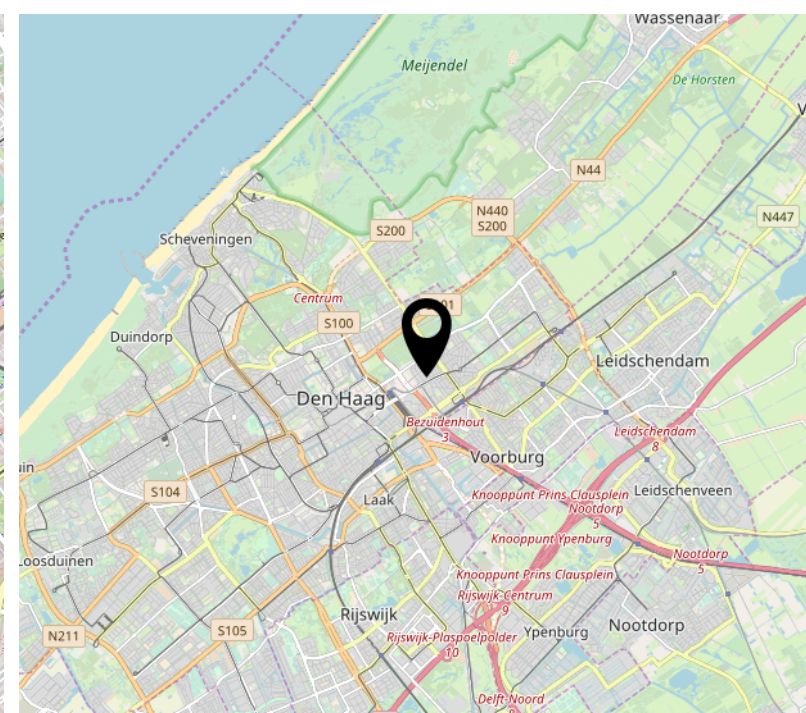 Wassenaar
Meijendel
De Horsten
V
N44
N440
S200
S200
N447
Scheveningen
Centrum
S100
Duindorp
Leidschendam
Den Haag
Bezuidenhout
3
Leidschendam
8
Voorburg
S104
Laak
Knooppunt Prins Clausplein
Nootdorp
5
Leidschenveen
Knooppunt Ypenburg
Nootdorp
5
Loosduinen
Knooppunt Prins Clausplein
Rijswijk-Centrum
9
Rijswijk
N211
S105
Rijswijk-Plaspoelpolder
10
Ypenburg
Nootdorp
Delft-Noord